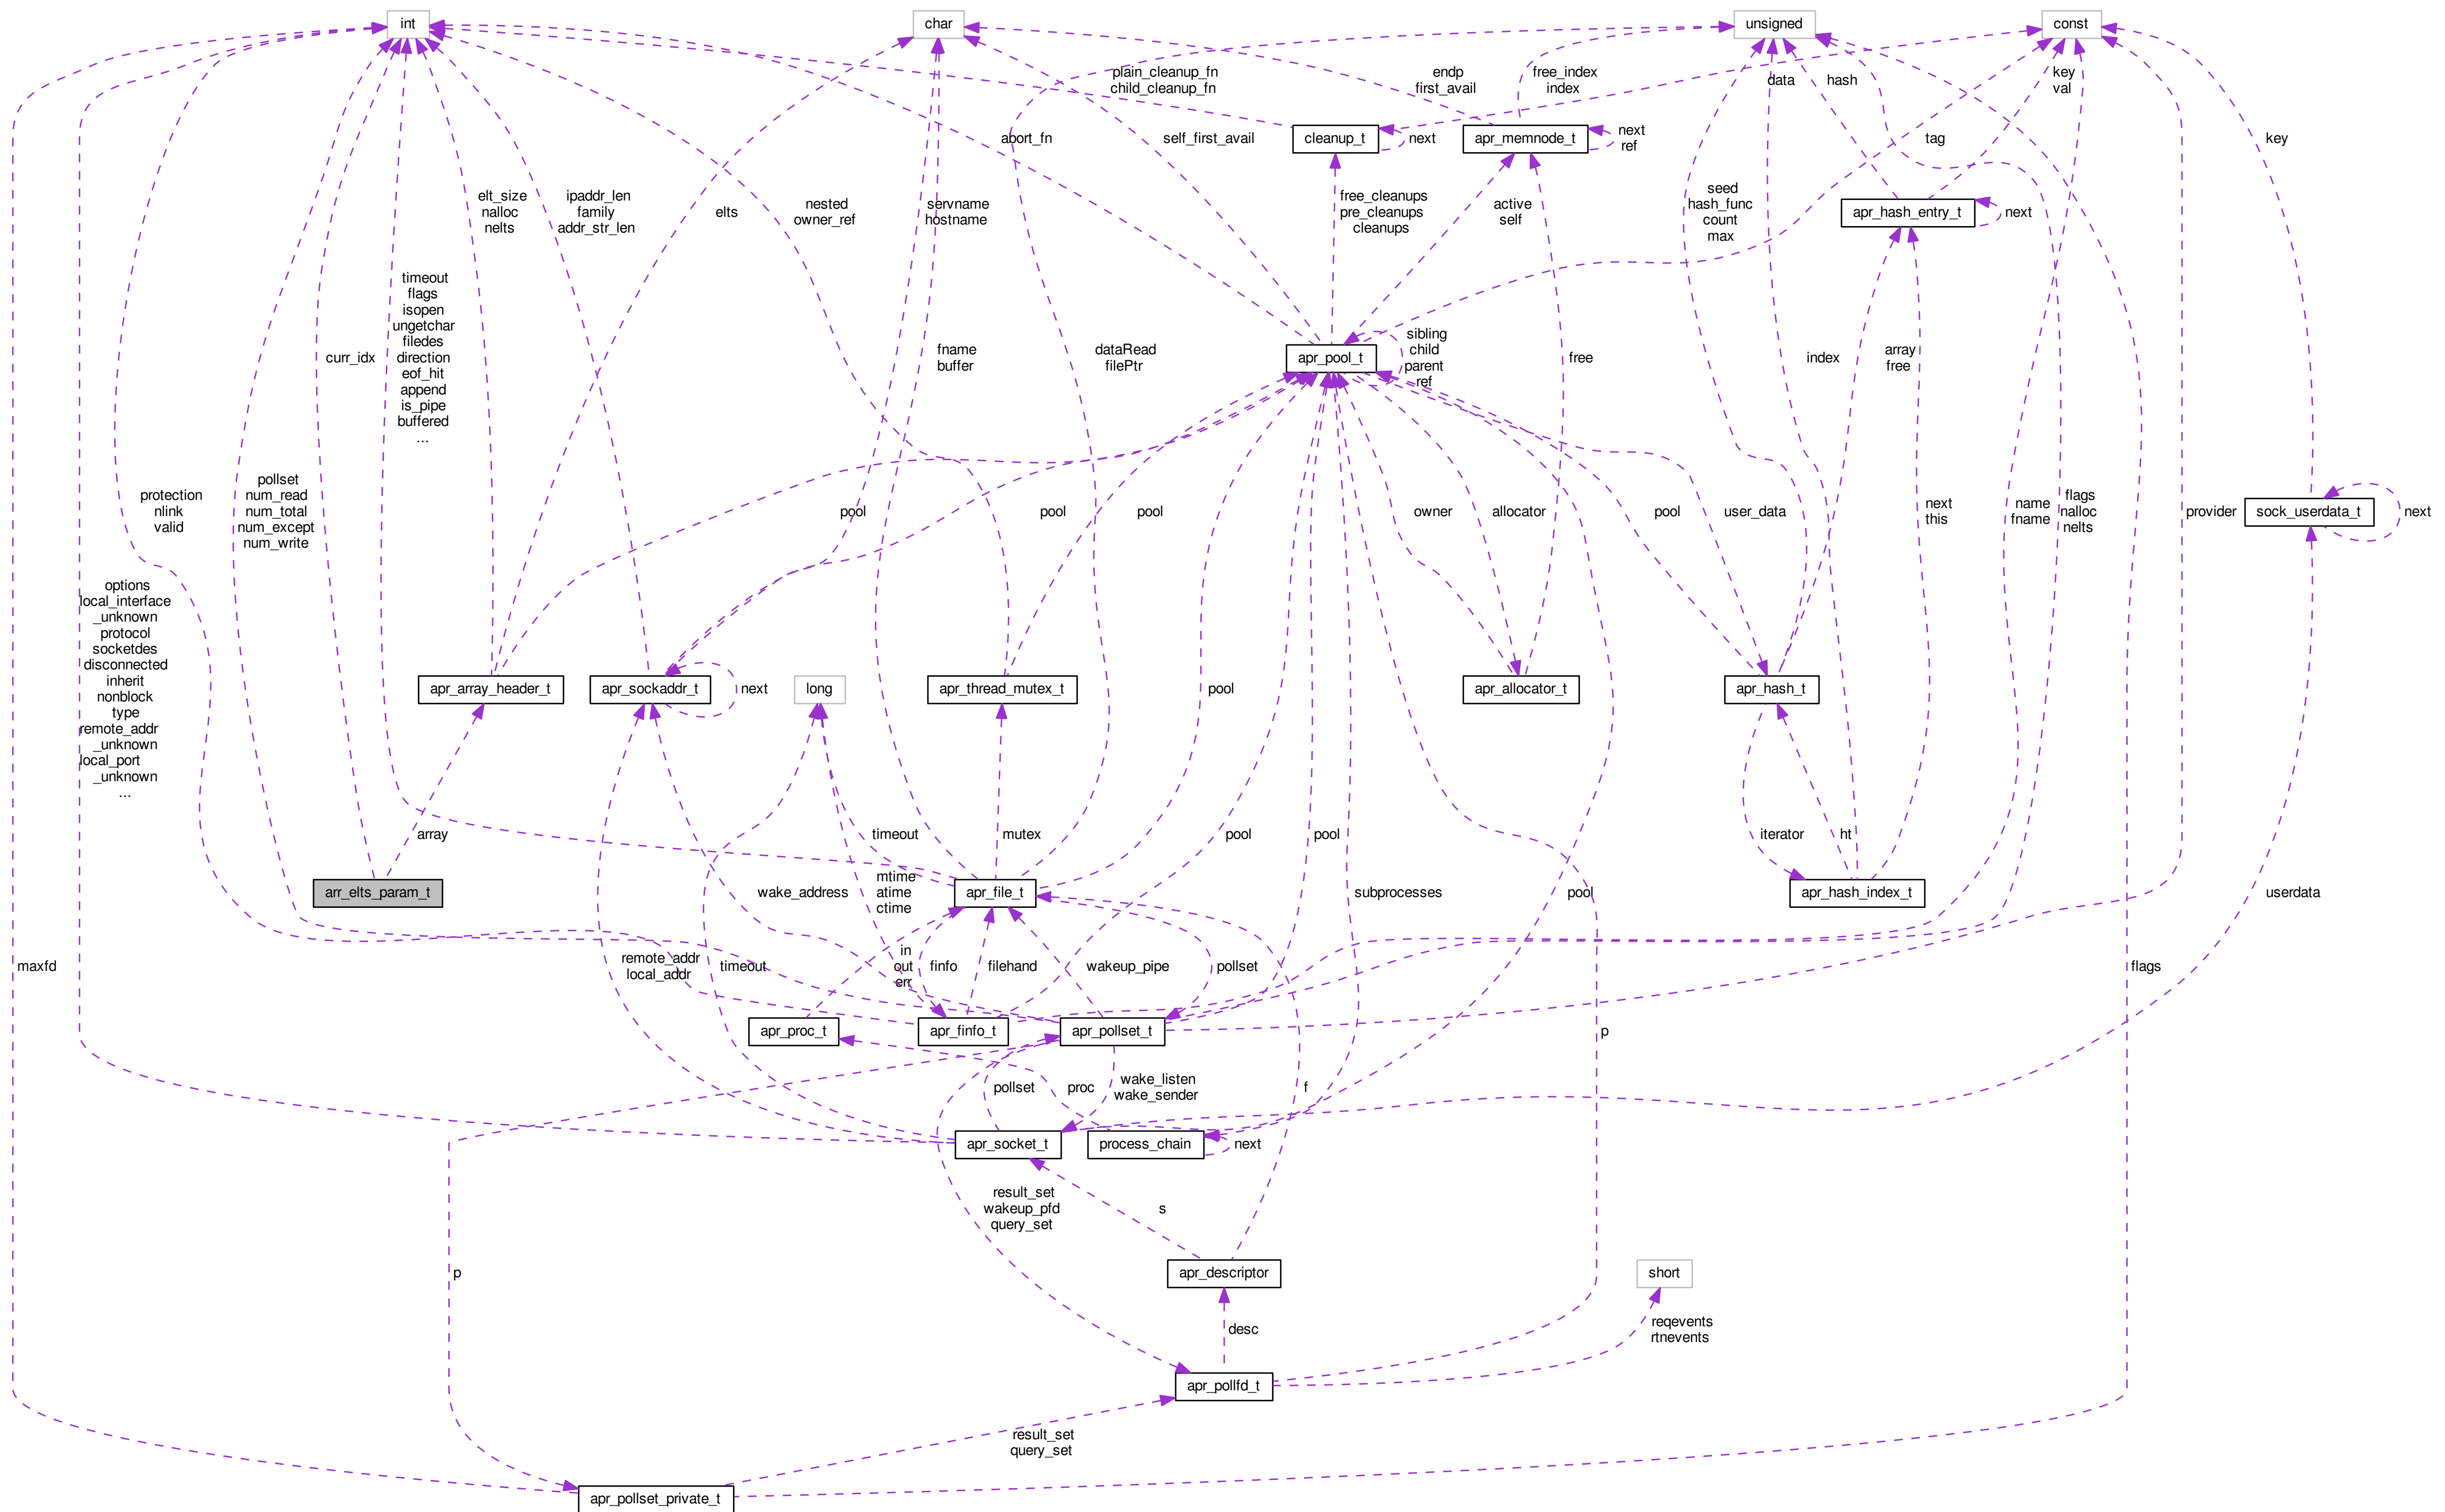 int
char
unsigned
const
plain_cleanup_fn
child_cleanup_fn
endp
first_avail
free_index
index
data
hash
key
val
abort_fn
self_first_avail
cleanup_t
next
apr_memnode_t
next
ref
tag
key
elt_size
nalloc
nelts
ipaddr_len
family
addr_str_len
elts
nested
owner_ref
servname
hostname
free_cleanups
pre_cleanups
cleanups
active
self
seed
hash_func
count
max
apr_hash_entry_t
next
timeout
flags
isopen
ungetchar
filedes
direction
eof_hit
append
is_pipe
buffered
...
curr_idx
fname
buffer
dataRead
filePtr
apr_pool_t
sibling
child
parent
ref
free
index
array
free
protection
nlink
valid
pollset
num_read
num_total
num_except
num_write
pool
pool
pool
owner
allocator
pool
user_data
next
this
name
fname
flags
nalloc
nelts
provider
sock_userdata_t
next
options
local_interface
_unknown
protocol
socketdes
disconnected
inherit
nonblock
type
remote_addr
_unknown
local_port
_unknown
...
apr_array_header_t
apr_sockaddr_t
next
long
apr_thread_mutex_t
pool
apr_allocator_t
apr_hash_t
array
timeout
mutex
pool
pool
iterator
ht
arr_elts_param_t
wake_address
mtime
atime
ctime
apr_file_t
subprocesses
pool
apr_hash_index_t
userdata
maxfd
remote_addr
local_addr
timeout
in
out
err
finfo
filehand
wakeup_pipe
pollset
flags
apr_proc_t
apr_finfo_t
apr_pollset_t
p
pollset
proc
wake_listen
wake_sender
f
apr_socket_t
process_chain
next
result_set
wakeup_pfd
query_set
s
p
apr_descriptor
short
desc
reqevents
rtnevents
apr_pollfd_t
result_set
query_set
apr_pollset_private_t